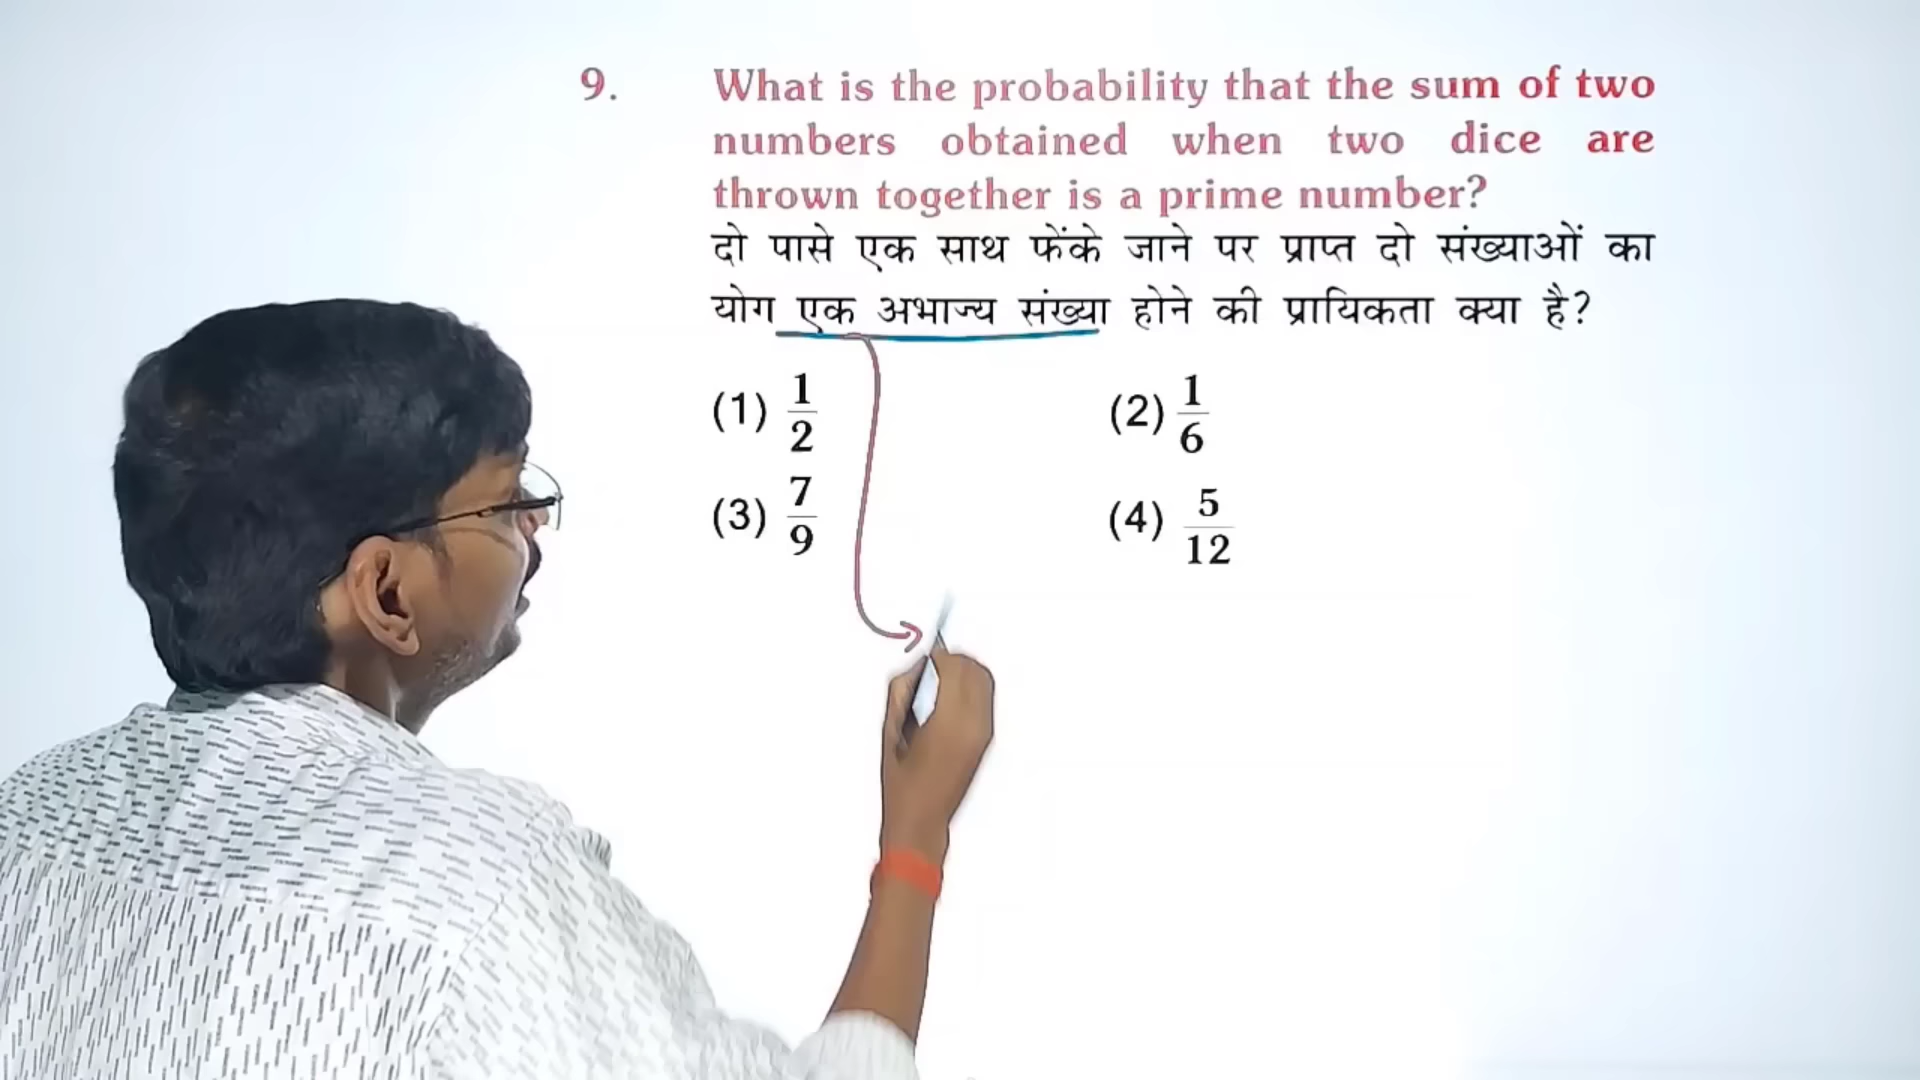 9. What is the probability that the sum of two
numbers obtained when two dice are
thrown together is a prime number?
दो पासे एक साथ फेंके जाने पर प्राप्त दो संख्याओं का
योग एक अभाज्य संख्या होने की प्रायिकता क्या है?
(1) 1/2 (2) 1/6
(3) 7/9 (4) 5/12